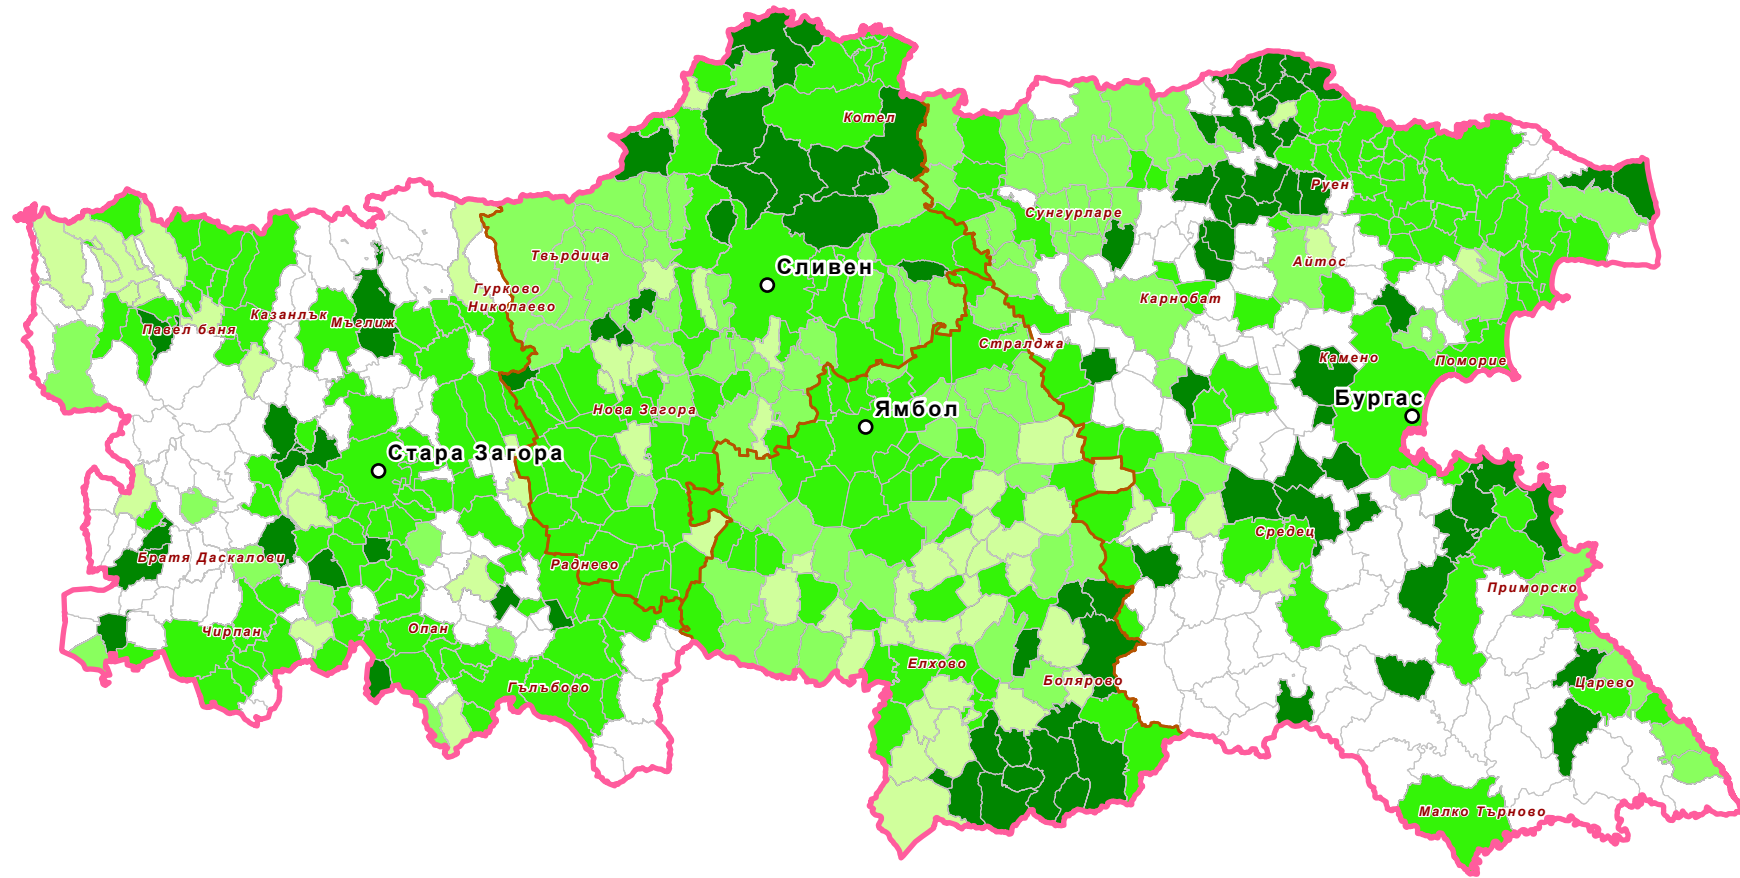 Котел
Руен
Сунгурларе
Твърдица
Сливен
Айтос
Гурково
Николаево
Карнобат
Казанлък
Мъглиж
Павел баня
Стралджа
Камено
Поморие
Бургас
Нова Загора
Ямбол
Стара Загора
Средец
Братя Даскалови
Раднево
Приморско
Чирпан
Опан
Елхово
Болярово
Царево
Гълъбово
Малко Търново